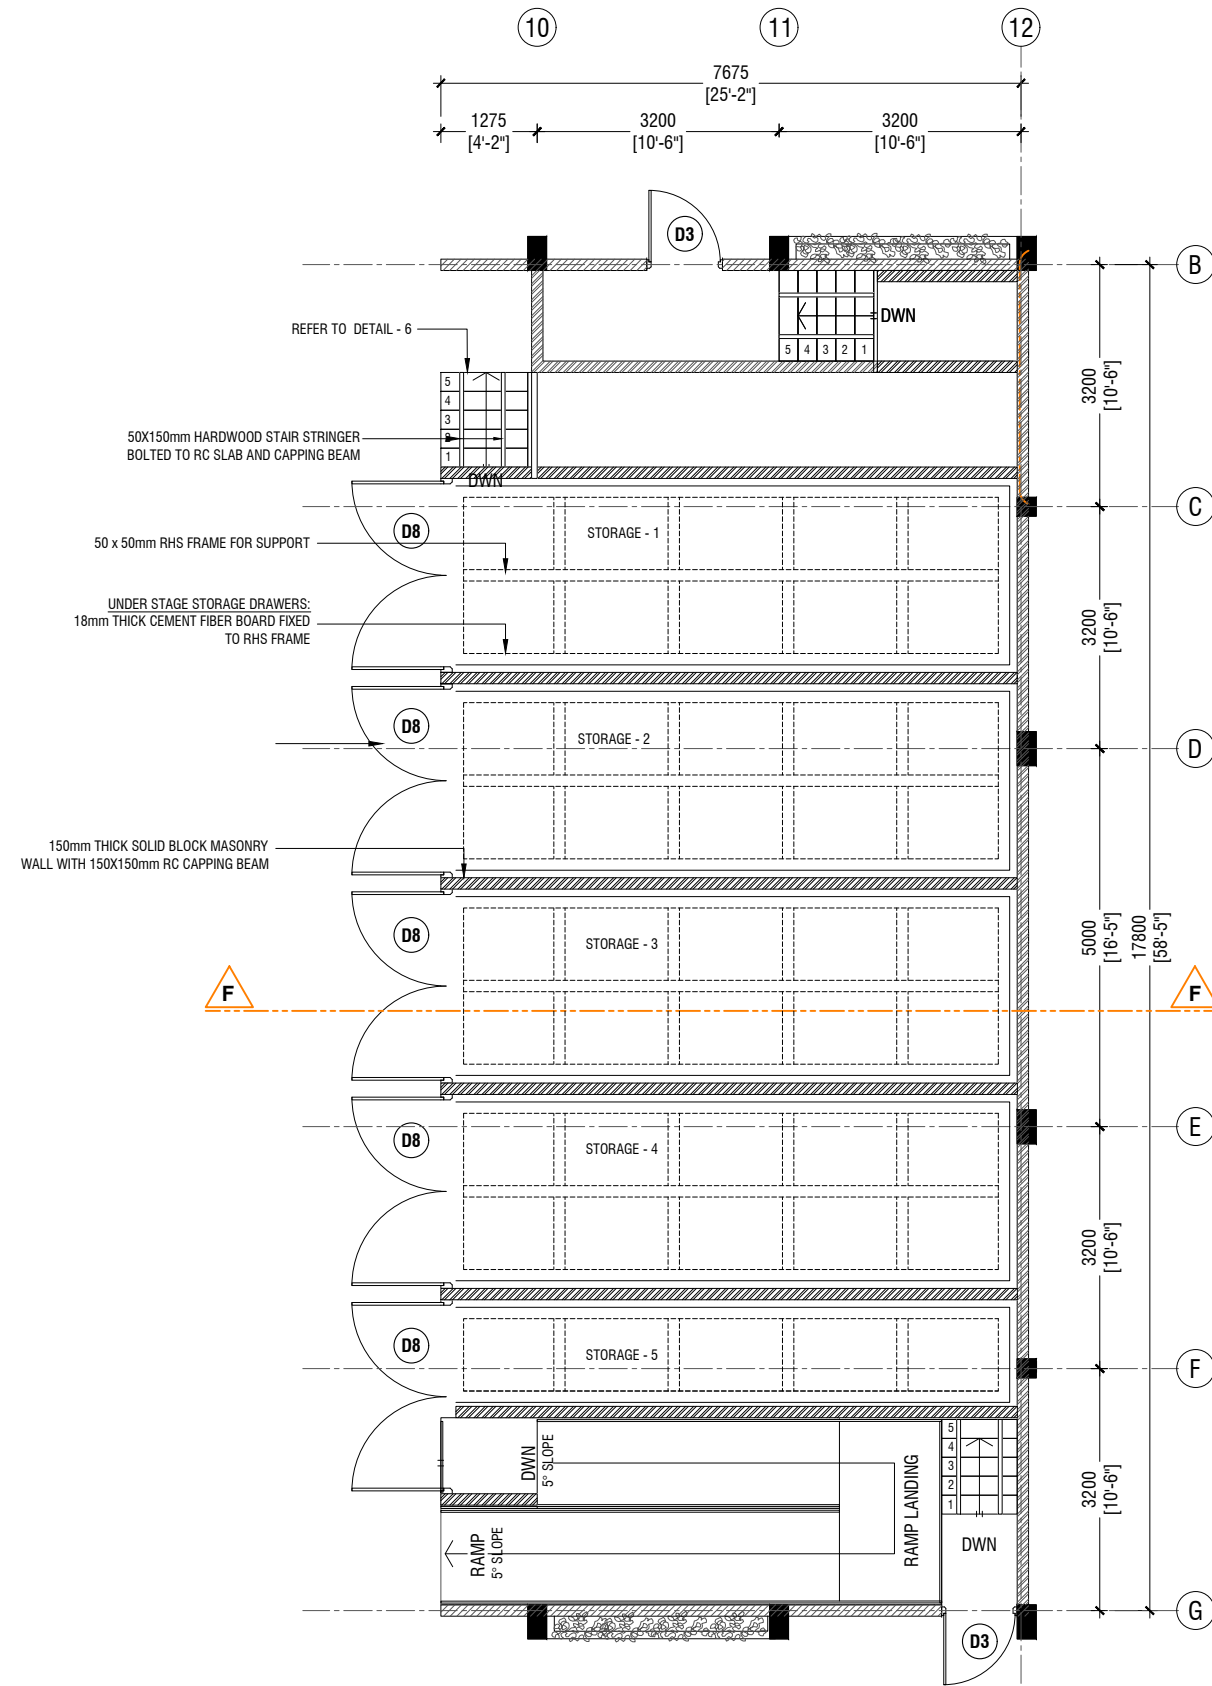 10
11
12
7675
[25'-2"]
1275
[4'-2"]
3200
[10'-6"]
3200
[10'-6"]
D3
B
DWN
REFER TO DETAIL - 6
5 4 3 2 1
5
4
3
1
3200
[10'-6"]
50X150mm HARDWOOD STAIR STRINGER
BOLTED TO RC SLAB AND CAPPING BEAM
DWN
C
D8
STORAGE - 1
50 x 50mm RHS FRAME FOR SUPPORT
UNDER STAGE STORAGE DRAWERS:
18mm THICK CEMENT FIBER BOARD FIXED
TO RHS FRAME
3200
[10'-6"]
D8
STORAGE - 2
D
150mm THICK SOLID BLOCK MASONRY
WALL WITH 150X150mm RC CAPPING BEAM
D8
STORAGE - 3
5000
[16'-5"]
17800
[58'-5"]
F
F
D8
STORAGE - 4
E
3200
[10'-6"]
D8
STORAGE - 5
F
DWN
5° SLOPE
RAMP LANDING
5
4
3
2
1
3200
[10'-6"]
RAMP
5° SLOPE
DWN
G
D3